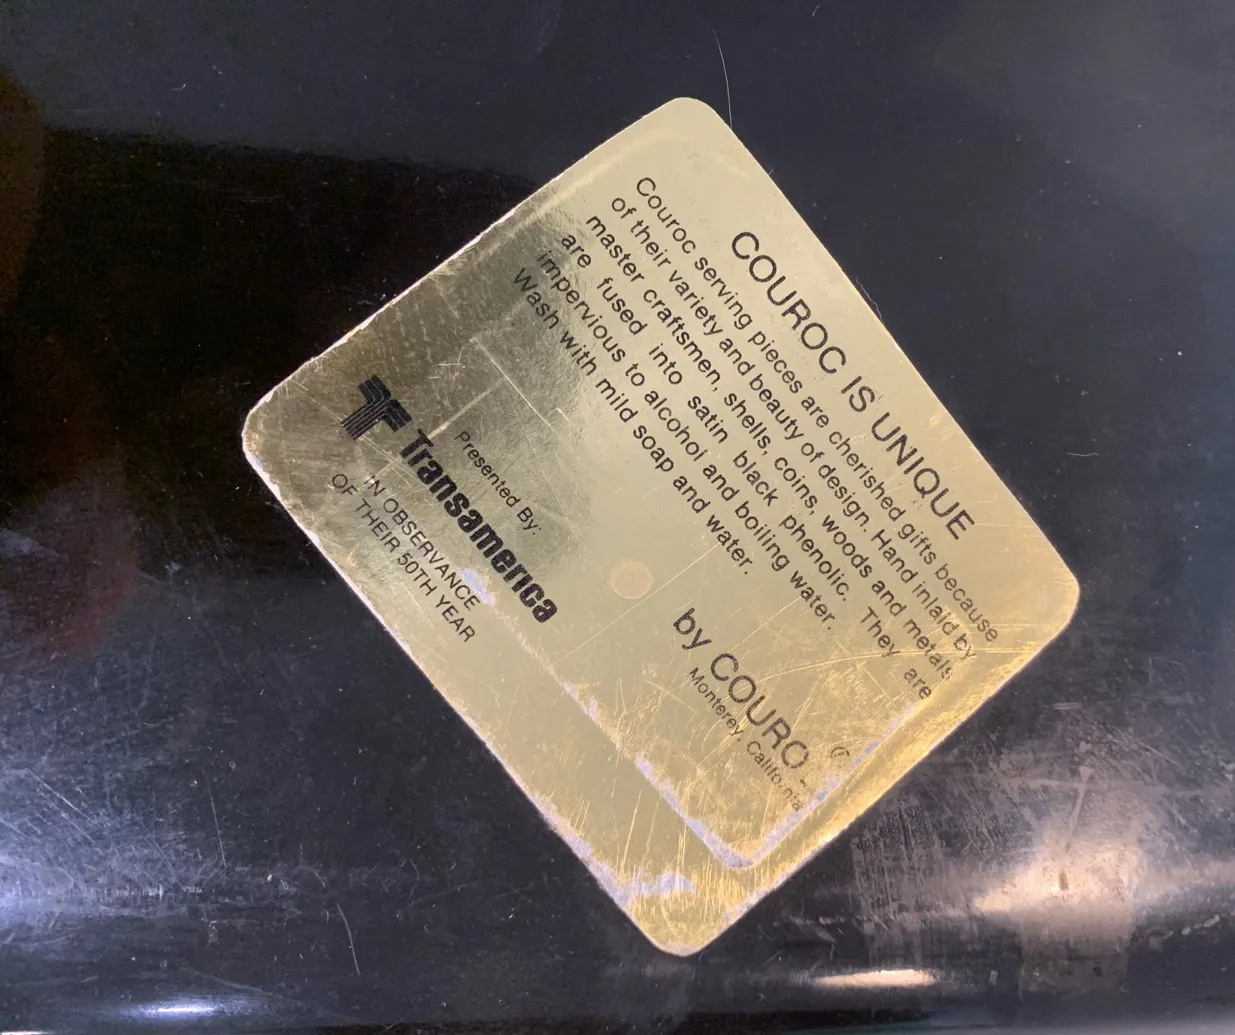 COUROC IS UNIQUE
Couroc serving pieces are cherished gifts because
of their variety and beauty of design. Hand inlaid by
master craftsmen, shells, coins, woods and metals
are fused into satin black phenolic. They are
impervious to alcohol and boiling water.
Wash with mild soap and water.
by COURO ®
Monterey, California
Presented By:
Transamerica
IN OBSERVANCE
OF THEIR 50TH YEAR